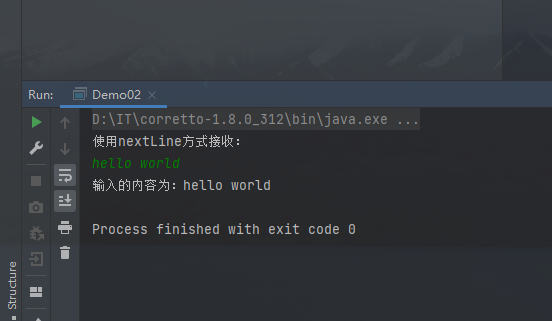 Run: Demo02
D:\IT\corretto-1.8.0_312\bin\java.exe ...
使用nextLine方式接收:
hello world
输入的内容为: hello world
Process finished with exit code 0
Structure